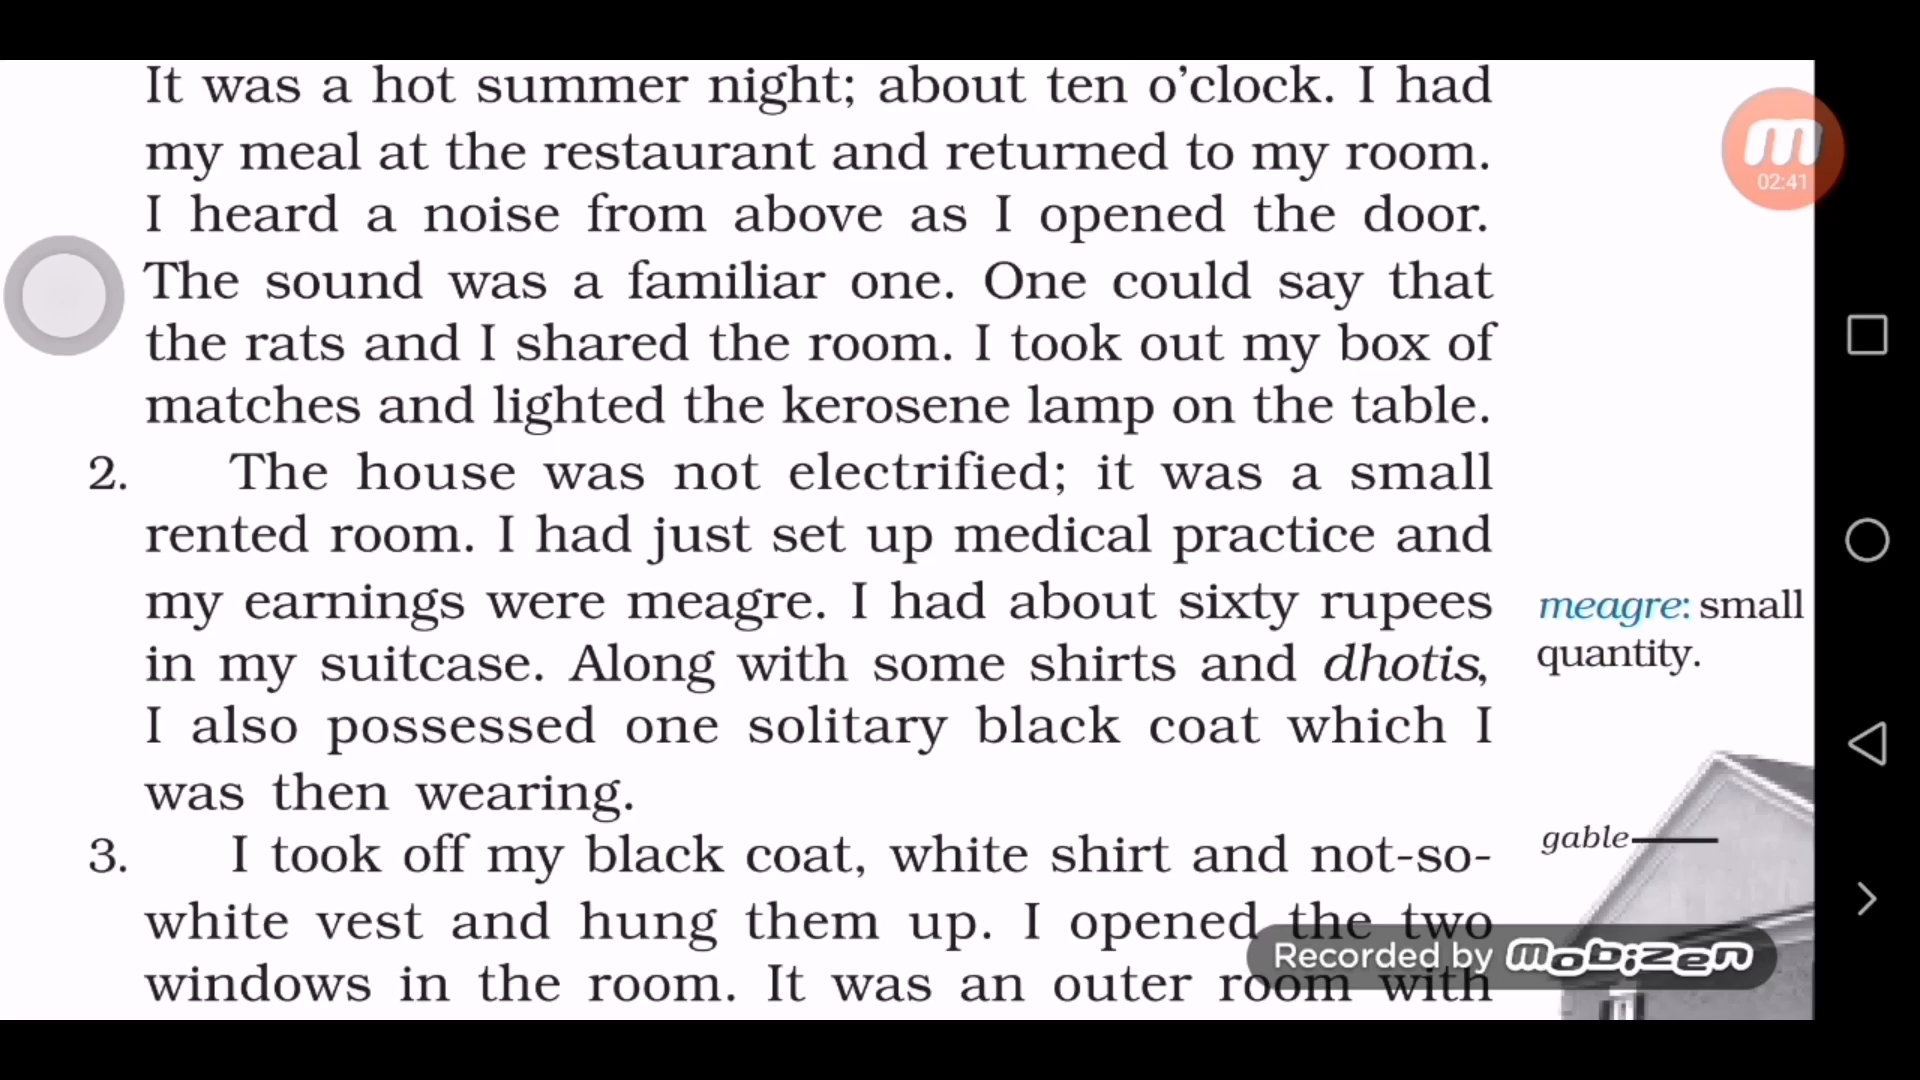 It was a hot summer night; about ten o’clock. I had
my meal at the restaurant and returned to my room.
I heard a noise from above as I opened the door.
The sound was a familiar one. One could say that
the rats and I shared the room. I took out my box of
matches and lighted the kerosene lamp on the table.
2. The house was not electrified; it was a small
rented room. I had just set up medical practice and
my earnings were meagre. I had about sixty rupees
in my suitcase. Along with some shirts and dhotis,
I also possessed one solitary black coat which I
was then wearing.
3. I took off my black coat, white shirt and not-so-
white vest and hung them up. I opened the two
windows in the room. It was an outer room with
meagre: small
quantity.
gable
02:41
Recorded by mobizen